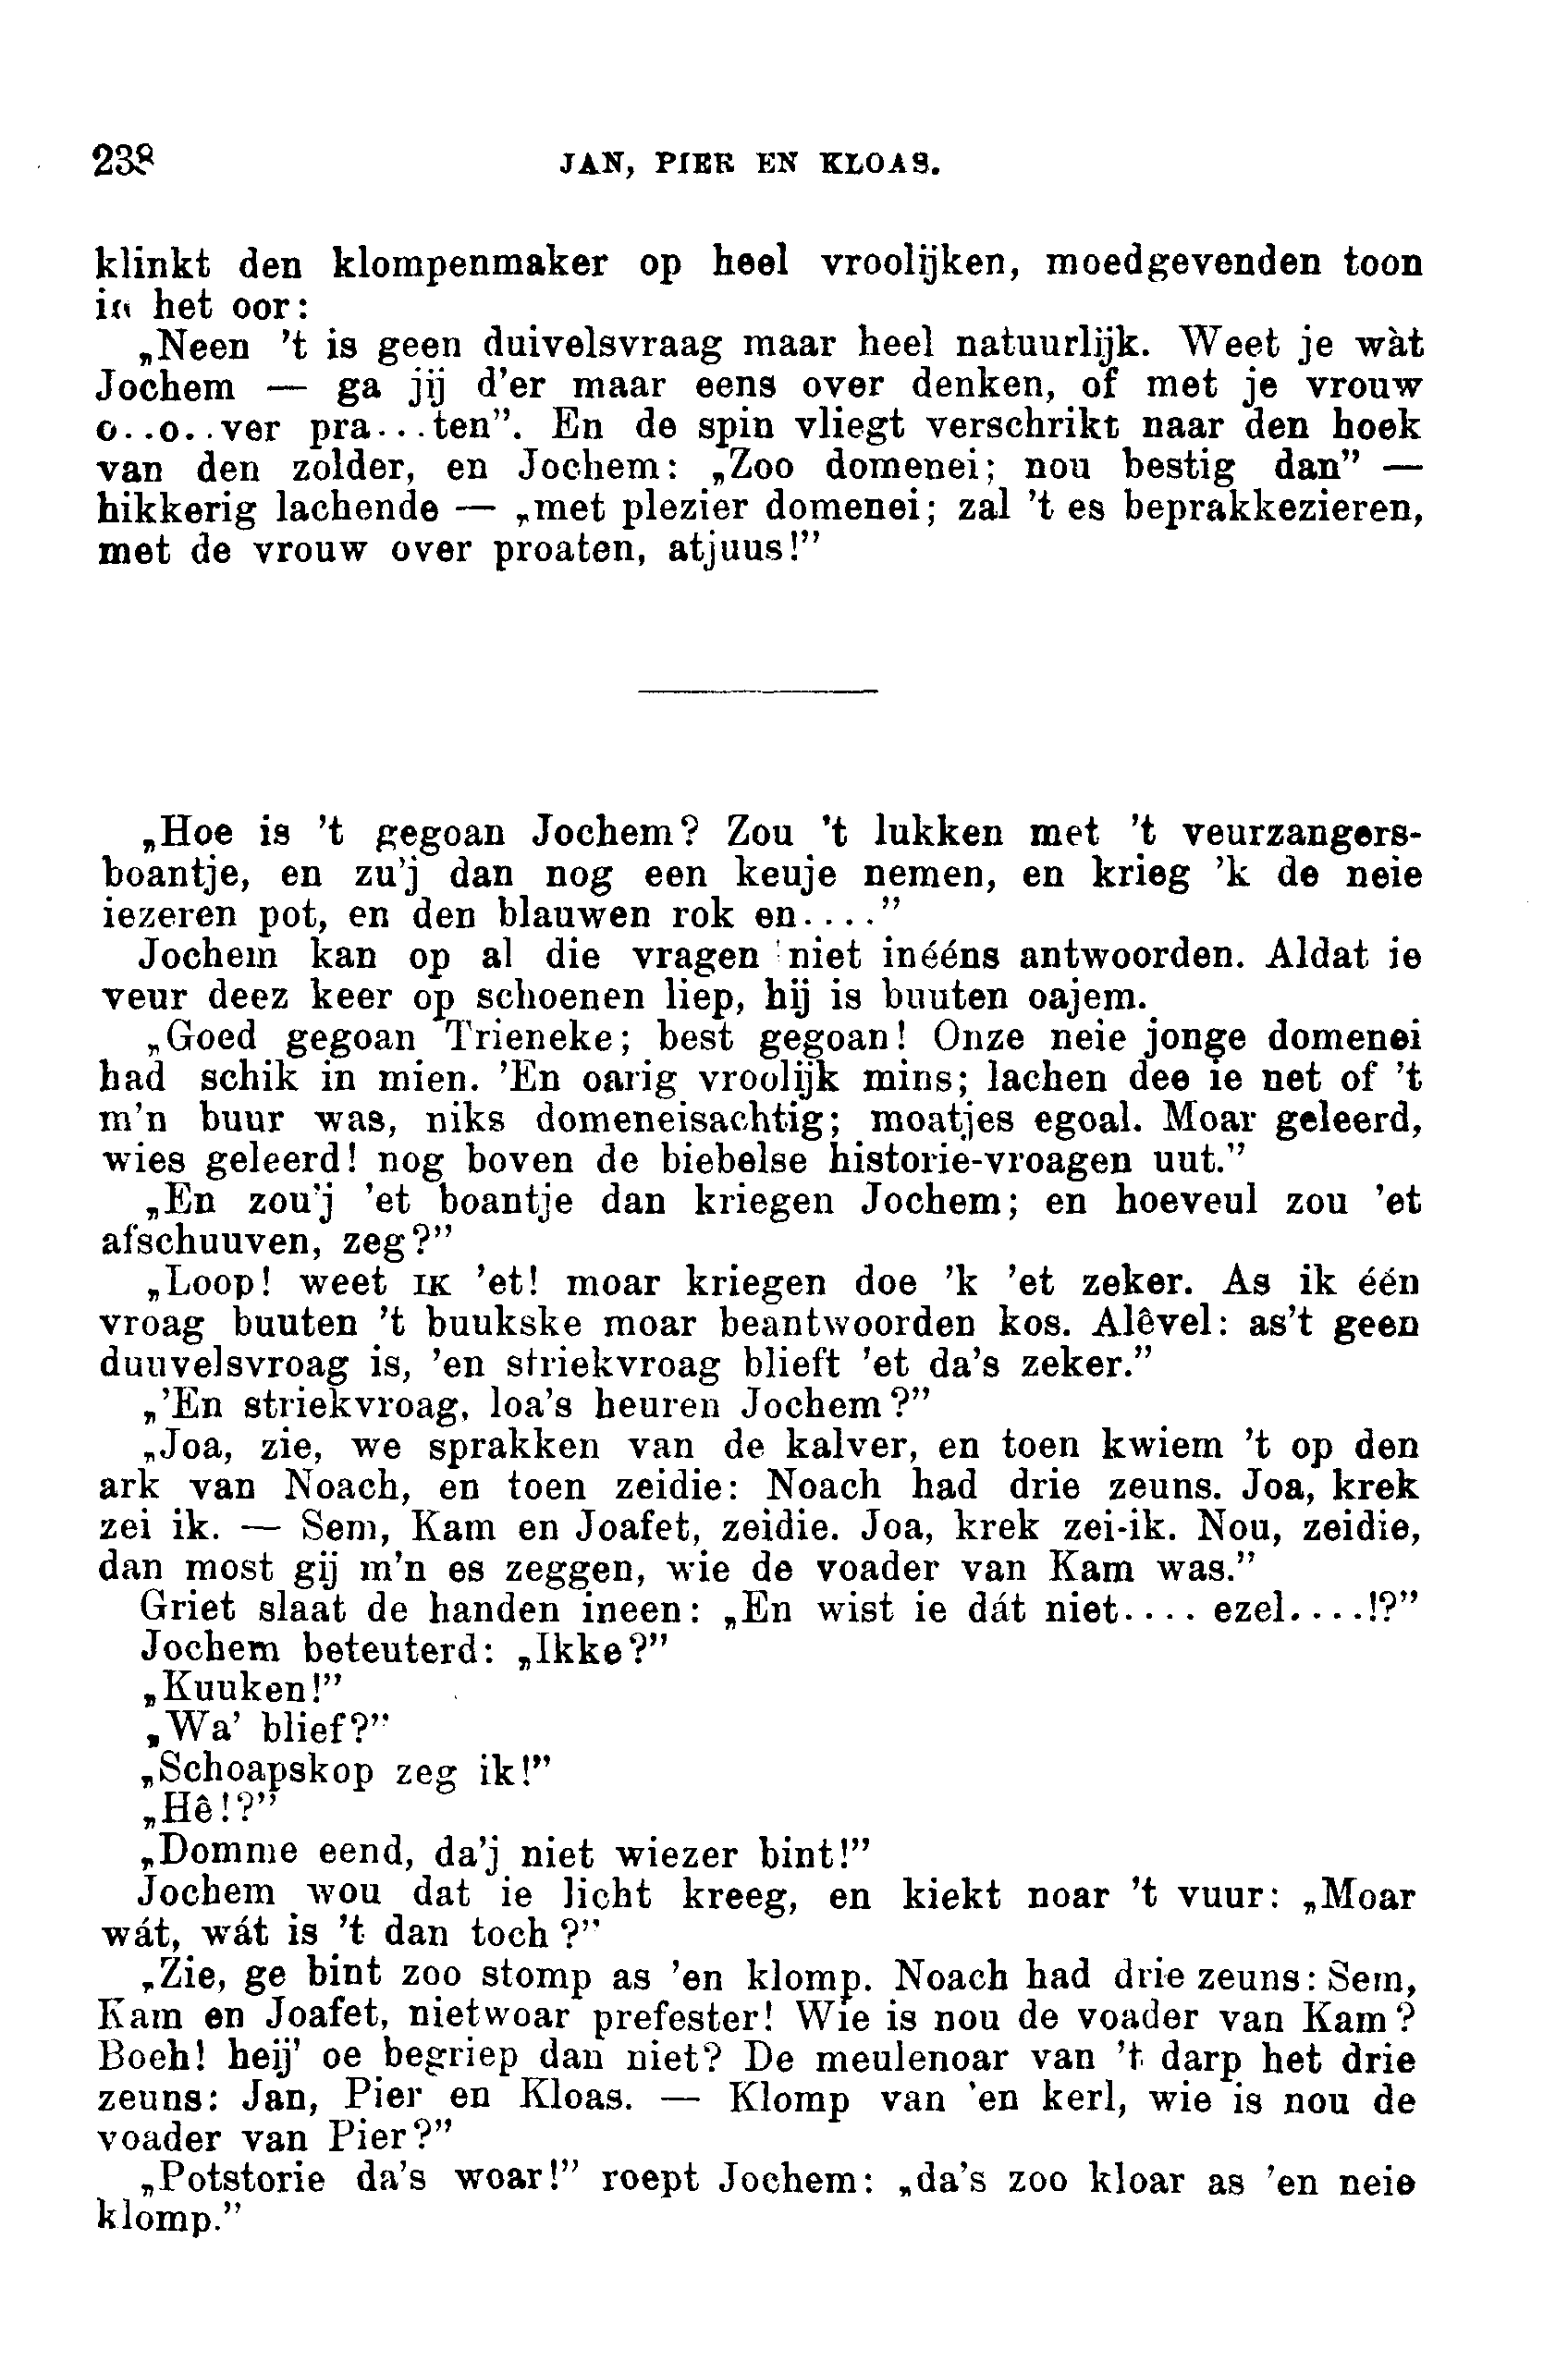 238 JAN, PIER EN KLOAS.
klinkt den klompenmaker op heel vroolijken, moedgevenden toon
in het oor:
„Neen ’t is geen duivelsvraag maar heel natuurlijk. Weet je wàt
Jochem — ga jij d’er maar eens over denken, of met je vrouw
o..o..ver pra...ten”. En de spin vliegt verschrikt naar den hoek
van den zolder, en Jochem: „Zoo domenei; nou bestig dan” —
hikkerig lachende — „met plezier domenei; zal ’t es beprakkezieren,
met de vrouw over proaten, atjuus!”
„Hoe is ’t gegoan Jochem? Zou ’t lukken met ’t veurzangers-
boantje, en zu’j dan nog een keuje nemen, en krieg ’k de neie
iezeren pot, en den blauwen rok en....”
Jochem kan op al die vragen niet inééns antwoorden. Aldat ie
veur deez keer op schoenen liep, hij is buuten oajem.
„Goed gegoan Trieneke; best gegoan! Onze neie jonge domenei
had schik in mien. ’En oarig vroolijk mins; lachen dee ie net of ’t
m’n buur was, niks domeneisachtig; moatjes egoal. Moar geleerd,
wies geleerd! nog boven de biebelse historie-vroagen uut.”
„En zou’j ’et boantje dan kriegen Jochem; en hoeveul zou ’et
afschuuven, zeg?”
„Loop! weet IK ’et! moar kriegen doe ’k ’et zeker. As ik één
vroag buuten ’t buukske moar beantwoorden kos. Alêvel: as’t geen
duuvelsvroag is, ’en striekvroag blieft ’et da’s zeker.”
„’En striekvroag, loa’s heuren Jochem?”
„Joa, zie, we sprakken van de kalver, en toen kwiem ’t op den
ark van Noach, en toen zeidie: Noach had drie zeuns. Joa, krek
zei ik. — Sem, Kam en Joafet, zeidie. Joa, krek zei-ik. Nou, zeidie,
dan most gij m’n es zeggen, wie de voader van Kam was.”
Griet slaat de handen ineen: „En wist ie dát niet.... ezel....!?”
Jochem beteuterd: „Ikke?”
„Kuuken!”
„Wa’ blief?”
„Schoapskop zeg ik!”
„Hê!?”
„Domme eend, da’j niet wiezer bint!”
Jochem wou dat ie licht kreeg, en kiekt noar ’t vuur: „Moar
wát, wát is ’t dan toch?”
„Zie, ge bint zoo stomp as ’en klomp. Noach had drie zeuns: Sem,
Kam en Joafet, nietwoar prefester! Wie is nou de voader van Kam?
Boeh! heij’ oe begriep dan niet? De meulenoar van ’t darp het drie
zeuns: Jan, Pier en Kloas. — Klomp van ’en kerl, wie is nou de
voader van Pier?”
„Potstorie da’s woar!” roept Jochem: „da’s zoo kloar as ’en neie
klomp.”